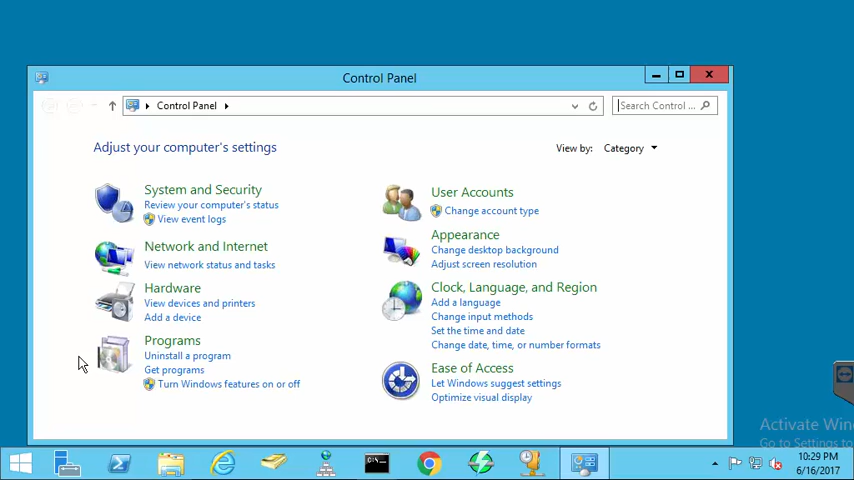 Control Panel
Control Panel
Search Control ...
Adjust your computer's settings
View by: Category
System and Security
Review your computer's status
View event logs
Network and Internet
View network status and tasks
Hardware
View devices and printers
Add a device
Programs
Uninstall a program
Get programs
Turn Windows features on or off
User Accounts
Change account type
Appearance
Change desktop background
Adjust screen resolution
Clock, Language, and Region
Add a language
Change input methods
Set the time and date
Change date, time, or number formats
Ease of Access
Let Windows suggest settings
Optimize visual display
Activate Win
Go to Settings to
10:29 PM
6/16/2017